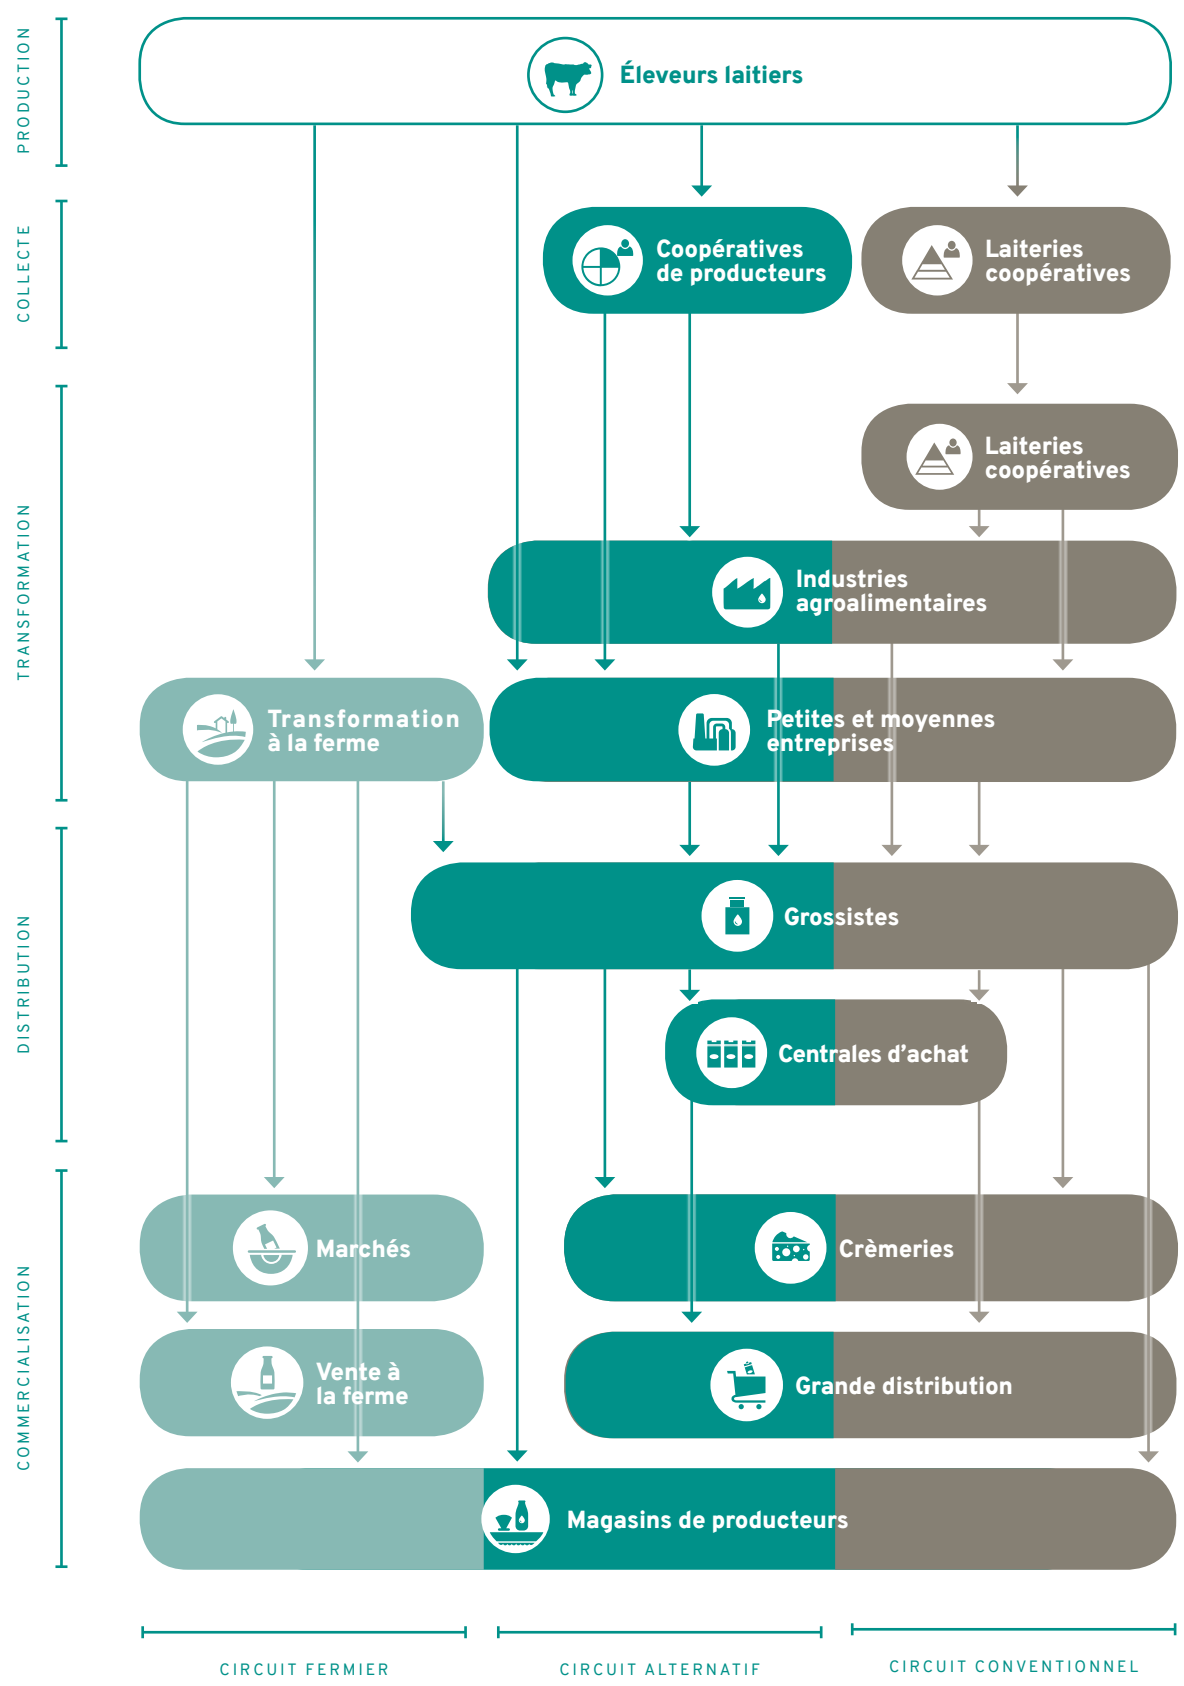 PRODUCTION
Éleveurs laitiers
COLLECTE
Coopératives
de producteurs
Laiteries
coopératives
TRANSFORMATION
Laiteries
coopératives
Industries
agroalimentaires
Transformation
à la ferme
Petites et moyennes
entreprises
DISTRIBUTION
Grossistes
Centrales d’achat
COMMERCIALISATION
Marchés
Crèmeries
Vente à
la ferme
Grande distribution
Magasins de producteurs
CIRCUIT FERMIER
CIRCUIT ALTERNATIF
CIRCUIT CONVENTIONNEL